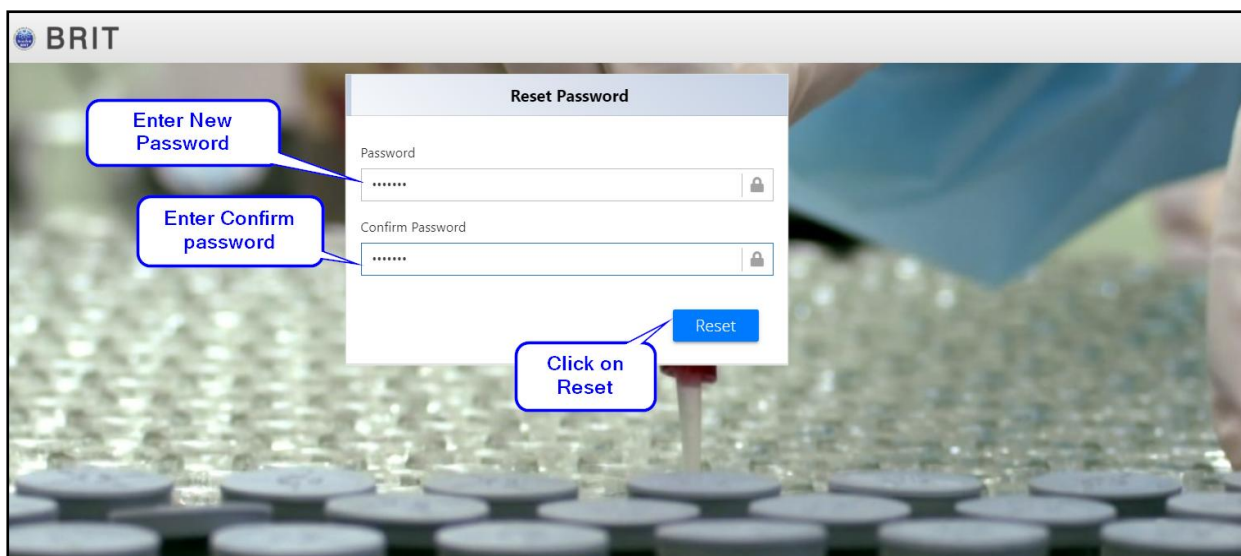 BRIT
Reset Password
Enter New
Password
Password
•••••••
Enter Confirm
password
Confirm Password
•••••••
Reset
Click on
Reset